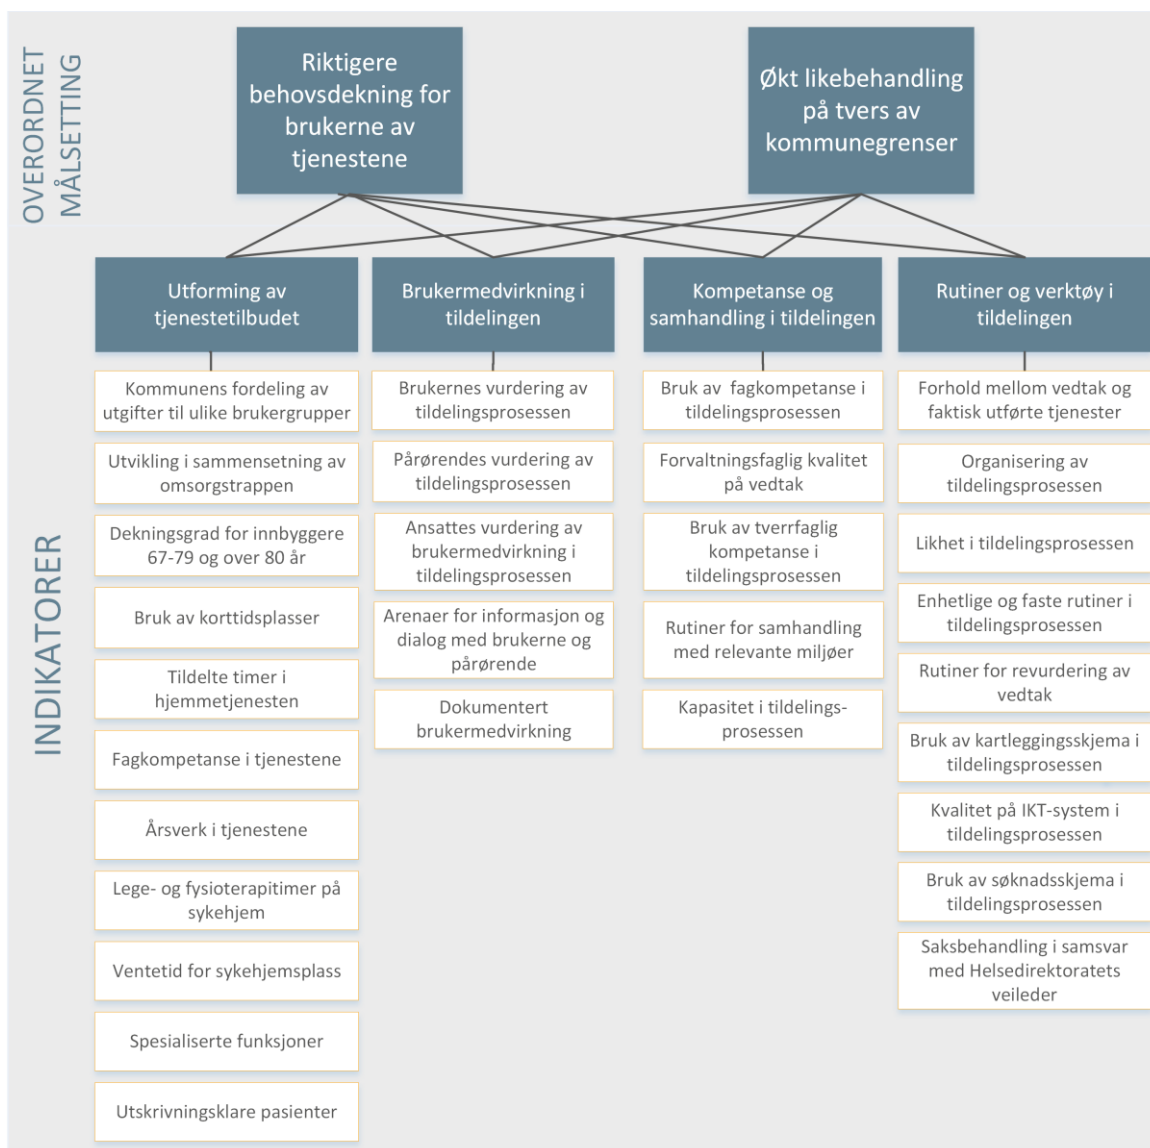 OVERORDNET
MÅLSETTING
Riktigere
behovsdekning for
brukerne av
tjenestene
Økt likebehandling
på tvers av
kommunegrenser
INDIKATORER
Utforming av
tjenestetilbudet
Kommunens fordeling av
utgifter til ulike brukergrupper
Utvikling i sammensetning av
omsorgstrappen
Dekningsgrad for innbyggere
67-79 og over 80 år
Bruk av korttidsplasser
Tildelte timer i
hjemmetjenesten
Fagkompetanse i tjenestene
Årsverk i tjenestene
Lege- og fysioterapitimer på
sykehjem
Ventetid for sykehjemsplass
Spesialiserte funksjoner
Utskrivningsklare pasienter
Brukermedvirkning i
tildelingen
Brukernes vurdering av
tildelingsprosessen
Pårørendes vurdering av
tildelingsprosessen
Ansattes vurdering av
brukermedvirkning i
tildelingsprosessen
Arenaer for informasjon og
dialog med brukerne og
pårørende
Dokumentert
brukermedvirkning
Kompetanse og
samhandling i tildelingen
Bruk av fagkompetanse i
tildelingsprosessen
Forvaltningsfaglig kvalitet
på vedtak
Bruk av tverrfaglig
kompetanse i
tildelingsprosessen
Rutiner for samhandling
med relevante miljøer
Kapasitet i tildelings-
prosessen
Rutiner og verktøy i
tildelingen
Forhold mellom vedtak og
faktisk utførte tjenester
Organisering av
tildelingsprosessen
Likhet i tildelingsprosessen
Enhetlige og faste rutiner i
tildelingsprosessen
Rutiner for revurdering av
vedtak
Bruk av kartleggingsskjema i
tildelingsprosessen
Kvalitet på IKT-system i
tildelingsprosessen
Bruk av søknadsskjema i
tildelingsprosessen
Saksbehandling i samsvar
med Helsedirektoratets
veileder